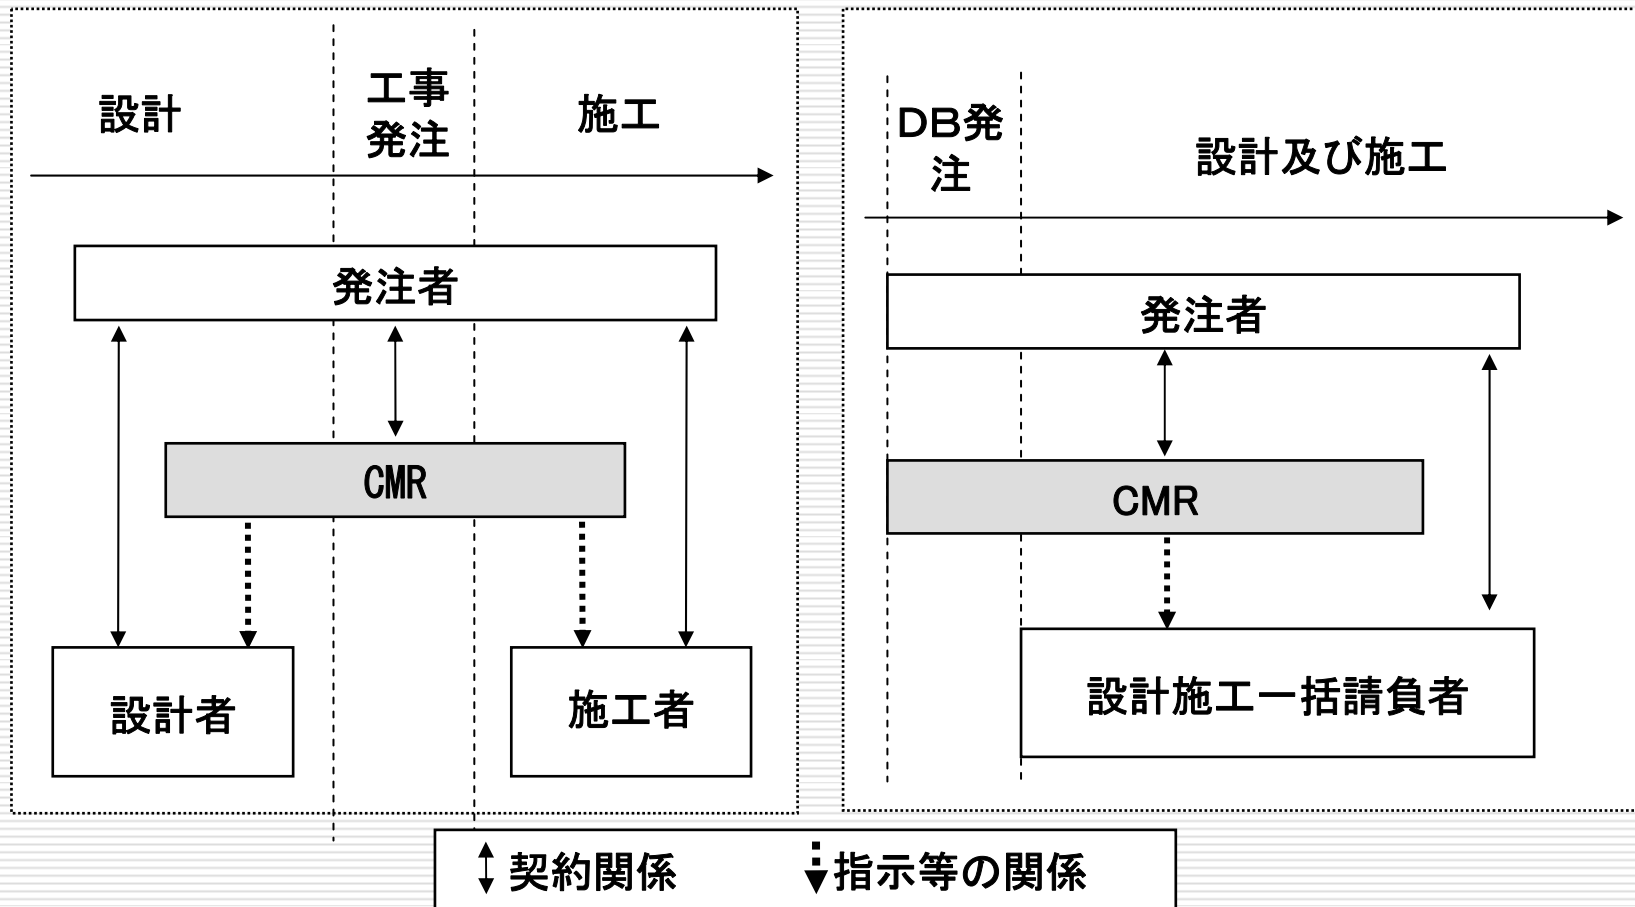 設計
工事
発注
施工
発注者
CMR
設計者
施工者
DB発
注
設計及び施工
発注者
CMR
設計施工一括請負者
契約関係
指示等の関係